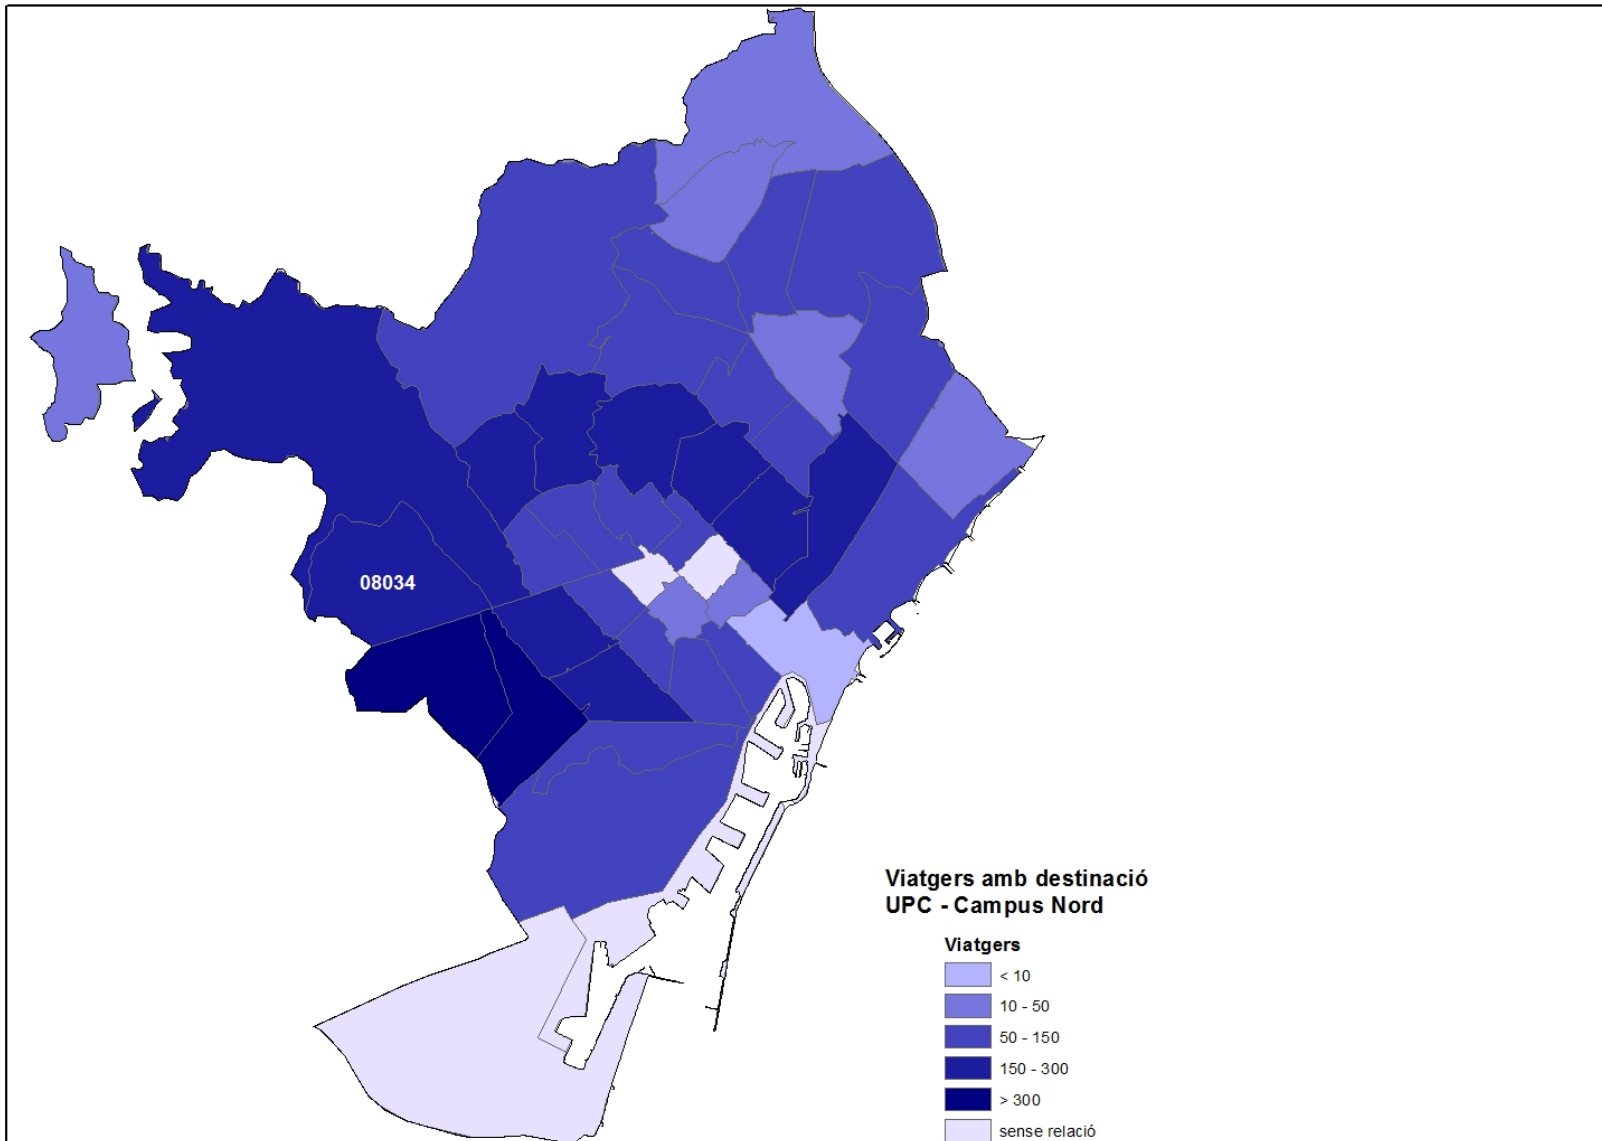 08034
Viatgers amb destinació
UPC - Campus Nord
Viatgers
< 10
10 - 50
50 - 150
150 - 300
> 300
sense relació